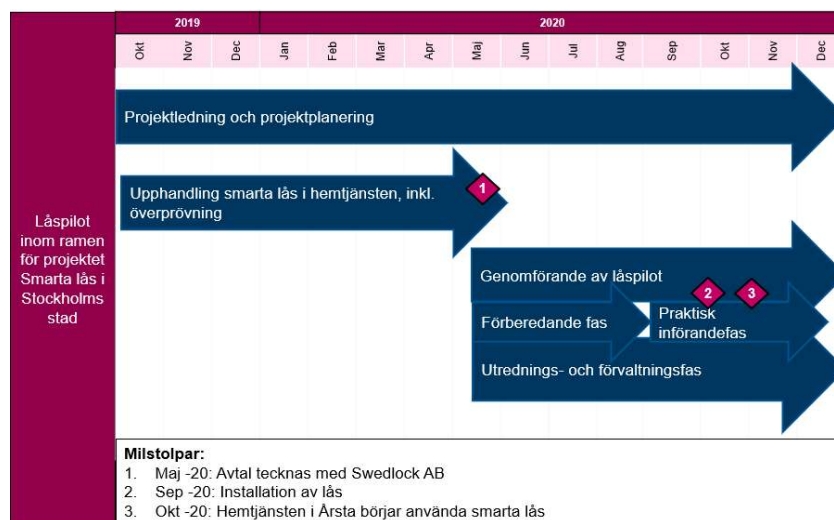 2019
2020
Okt
Nov
Dec
Jan
Feb
Mar
Apr
Maj
Jun
Jul
Aug
Sep
Okt
Nov
Dec
Låspilot
inom ramen
för projektet
Smarta lås i
Stockholms
stad
Projektledning och projektplanering
Upphandling smarta lås i hemtjänsten, inkl.
överprövning
1
Genomförande av låspilot
2
3
Förberedande fas
Praktisk
införandefas
Utrednings- och förvaltningsfas
Milstolpar:
1. Maj -20: Avtal tecknas med Swedlock AB
2. Sep -20: Installation av lås
3. Okt -20: Hemtjänsten i Årsta börjar använda smarta lås